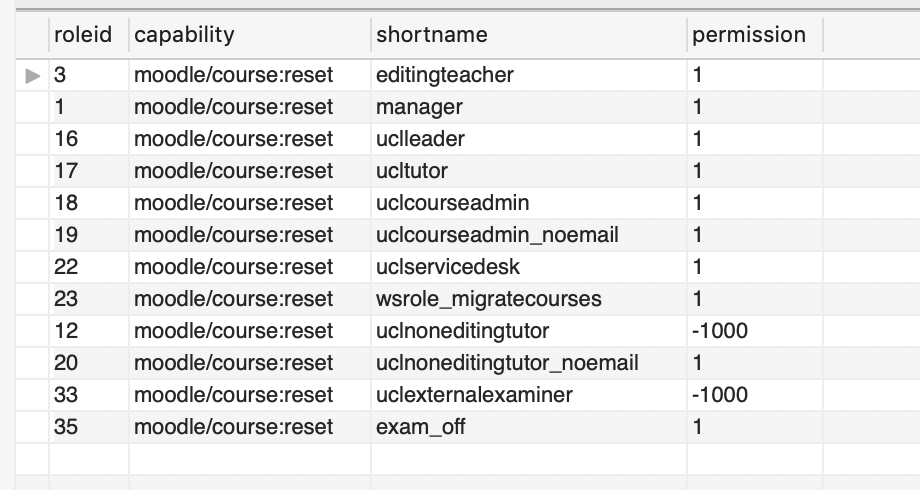 roleid capability shortname permission
3 moodle/course:reset editingteacher 1
1 moodle/course:reset manager 1
16 moodle/course:reset uclleader 1
17 moodle/course:reset ucltutor 1
18 moodle/course:reset uclcourseadmin 1
19 moodle/course:reset uclcourseadmin_noemail 1
22 moodle/course:reset uclservicedesk 1
23 moodle/course:reset wsrole_migratecourses 1
12 moodle/course:reset uclnoneditingtutor -1000
20 moodle/course:reset uclnoneditingtutor_noemail 1
33 moodle/course:reset uclexternalexaminer -1000
35 moodle/course:reset exam_off 1